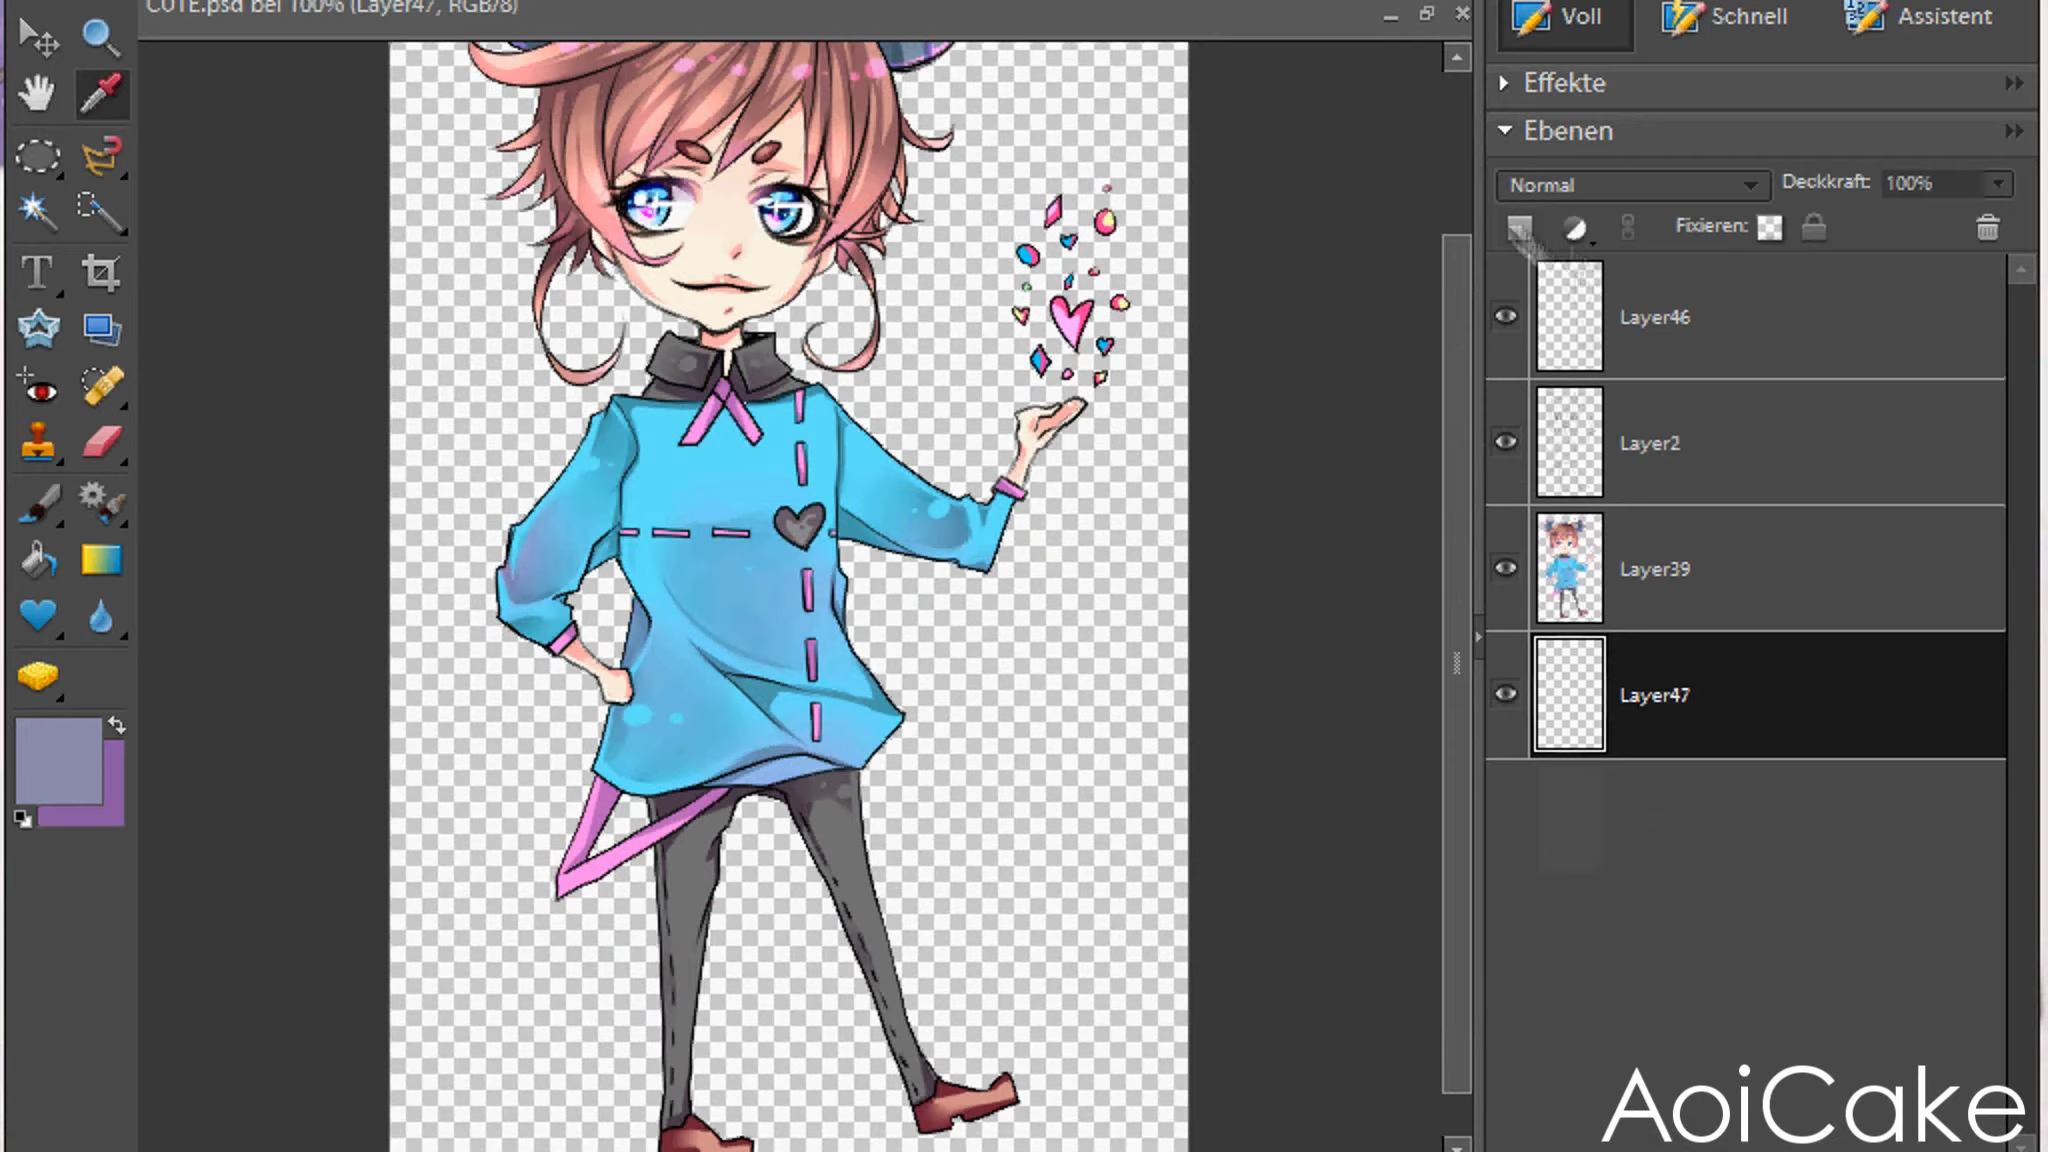 CUTE.psd bei 100% (Layer47, RGB/8)
Voll
Schnell
Assistent
Effekte
Ebenen
Normal
Deckkraft:
100%
Fixieren:
Layer46
Layer2
Layer39
Layer47
T
AoiCake